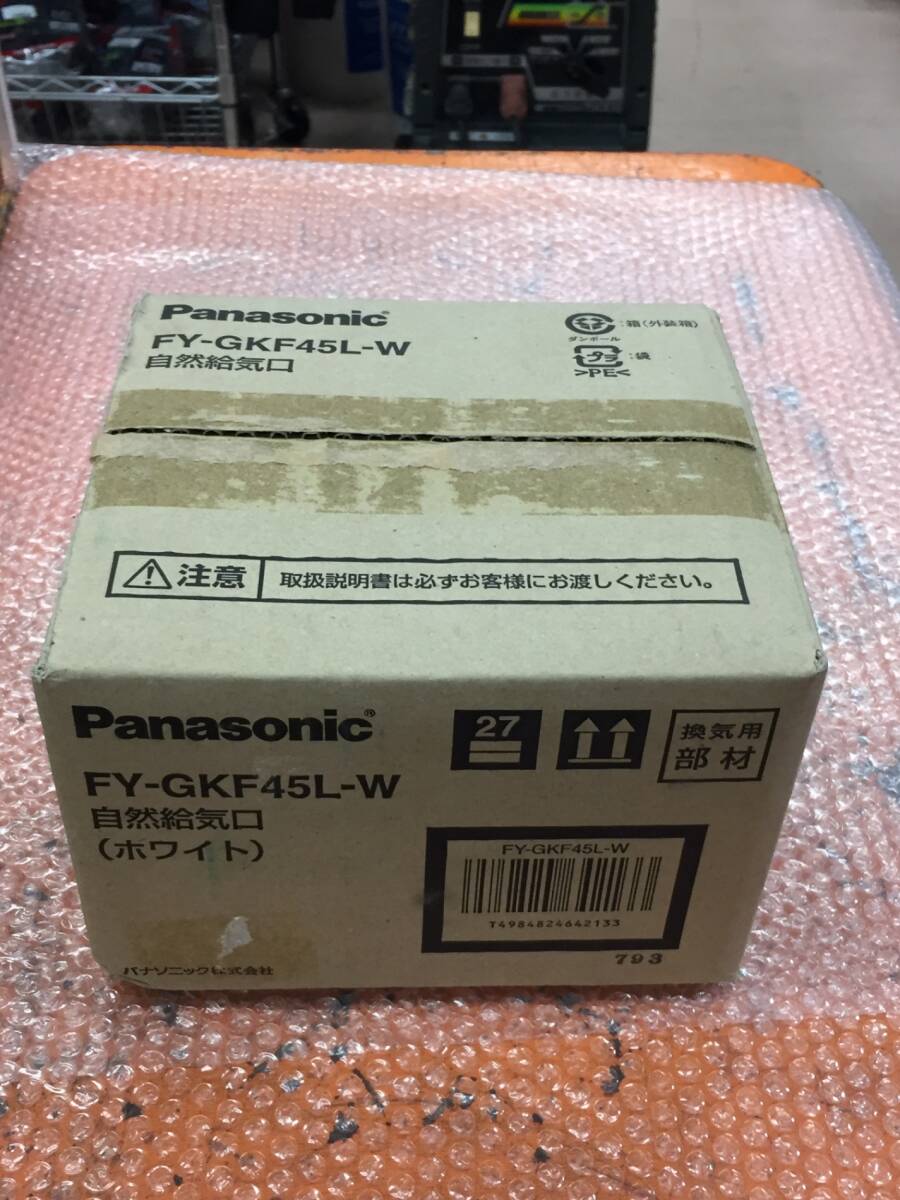 Panasonic
FY-GKF45L-W
自然給気口
ダンボール
:箱(外装箱)
プラ
:袋
>PE<
注意
取扱説明書は必ずお客様にお渡しください。
Panasonic®
FY-GKF45L-W
自然給気口
(ホワイト)
27
換気用
部材
FY-GKF45L-W
T4984824642133
793
パナソニック株式会社